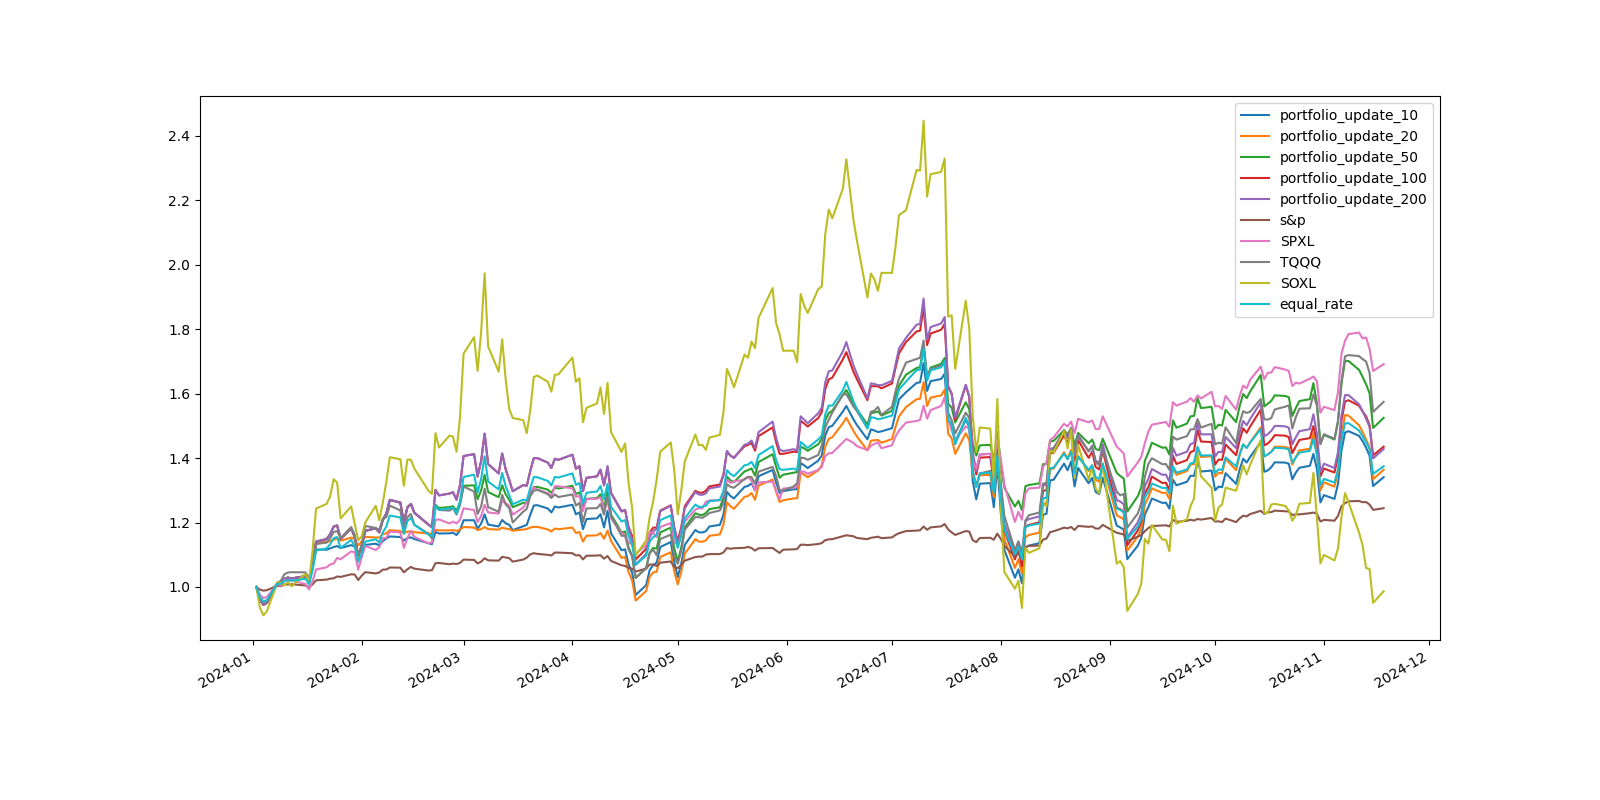 2.4
2.2
2.0
1.8
1.6
1.4
1.2
1.0
2024-01
2024-02
2024-03
2024-04
2024-05
2024-06
2024-07
2024-08
2024-09
2024-10
2024-11
2024-12
portfolio_update_10
portfolio_update_20
portfolio_update_50
portfolio_update_100
portfolio_update_200
s&p
SPXL
TQQQ
SOXL
equal_rate